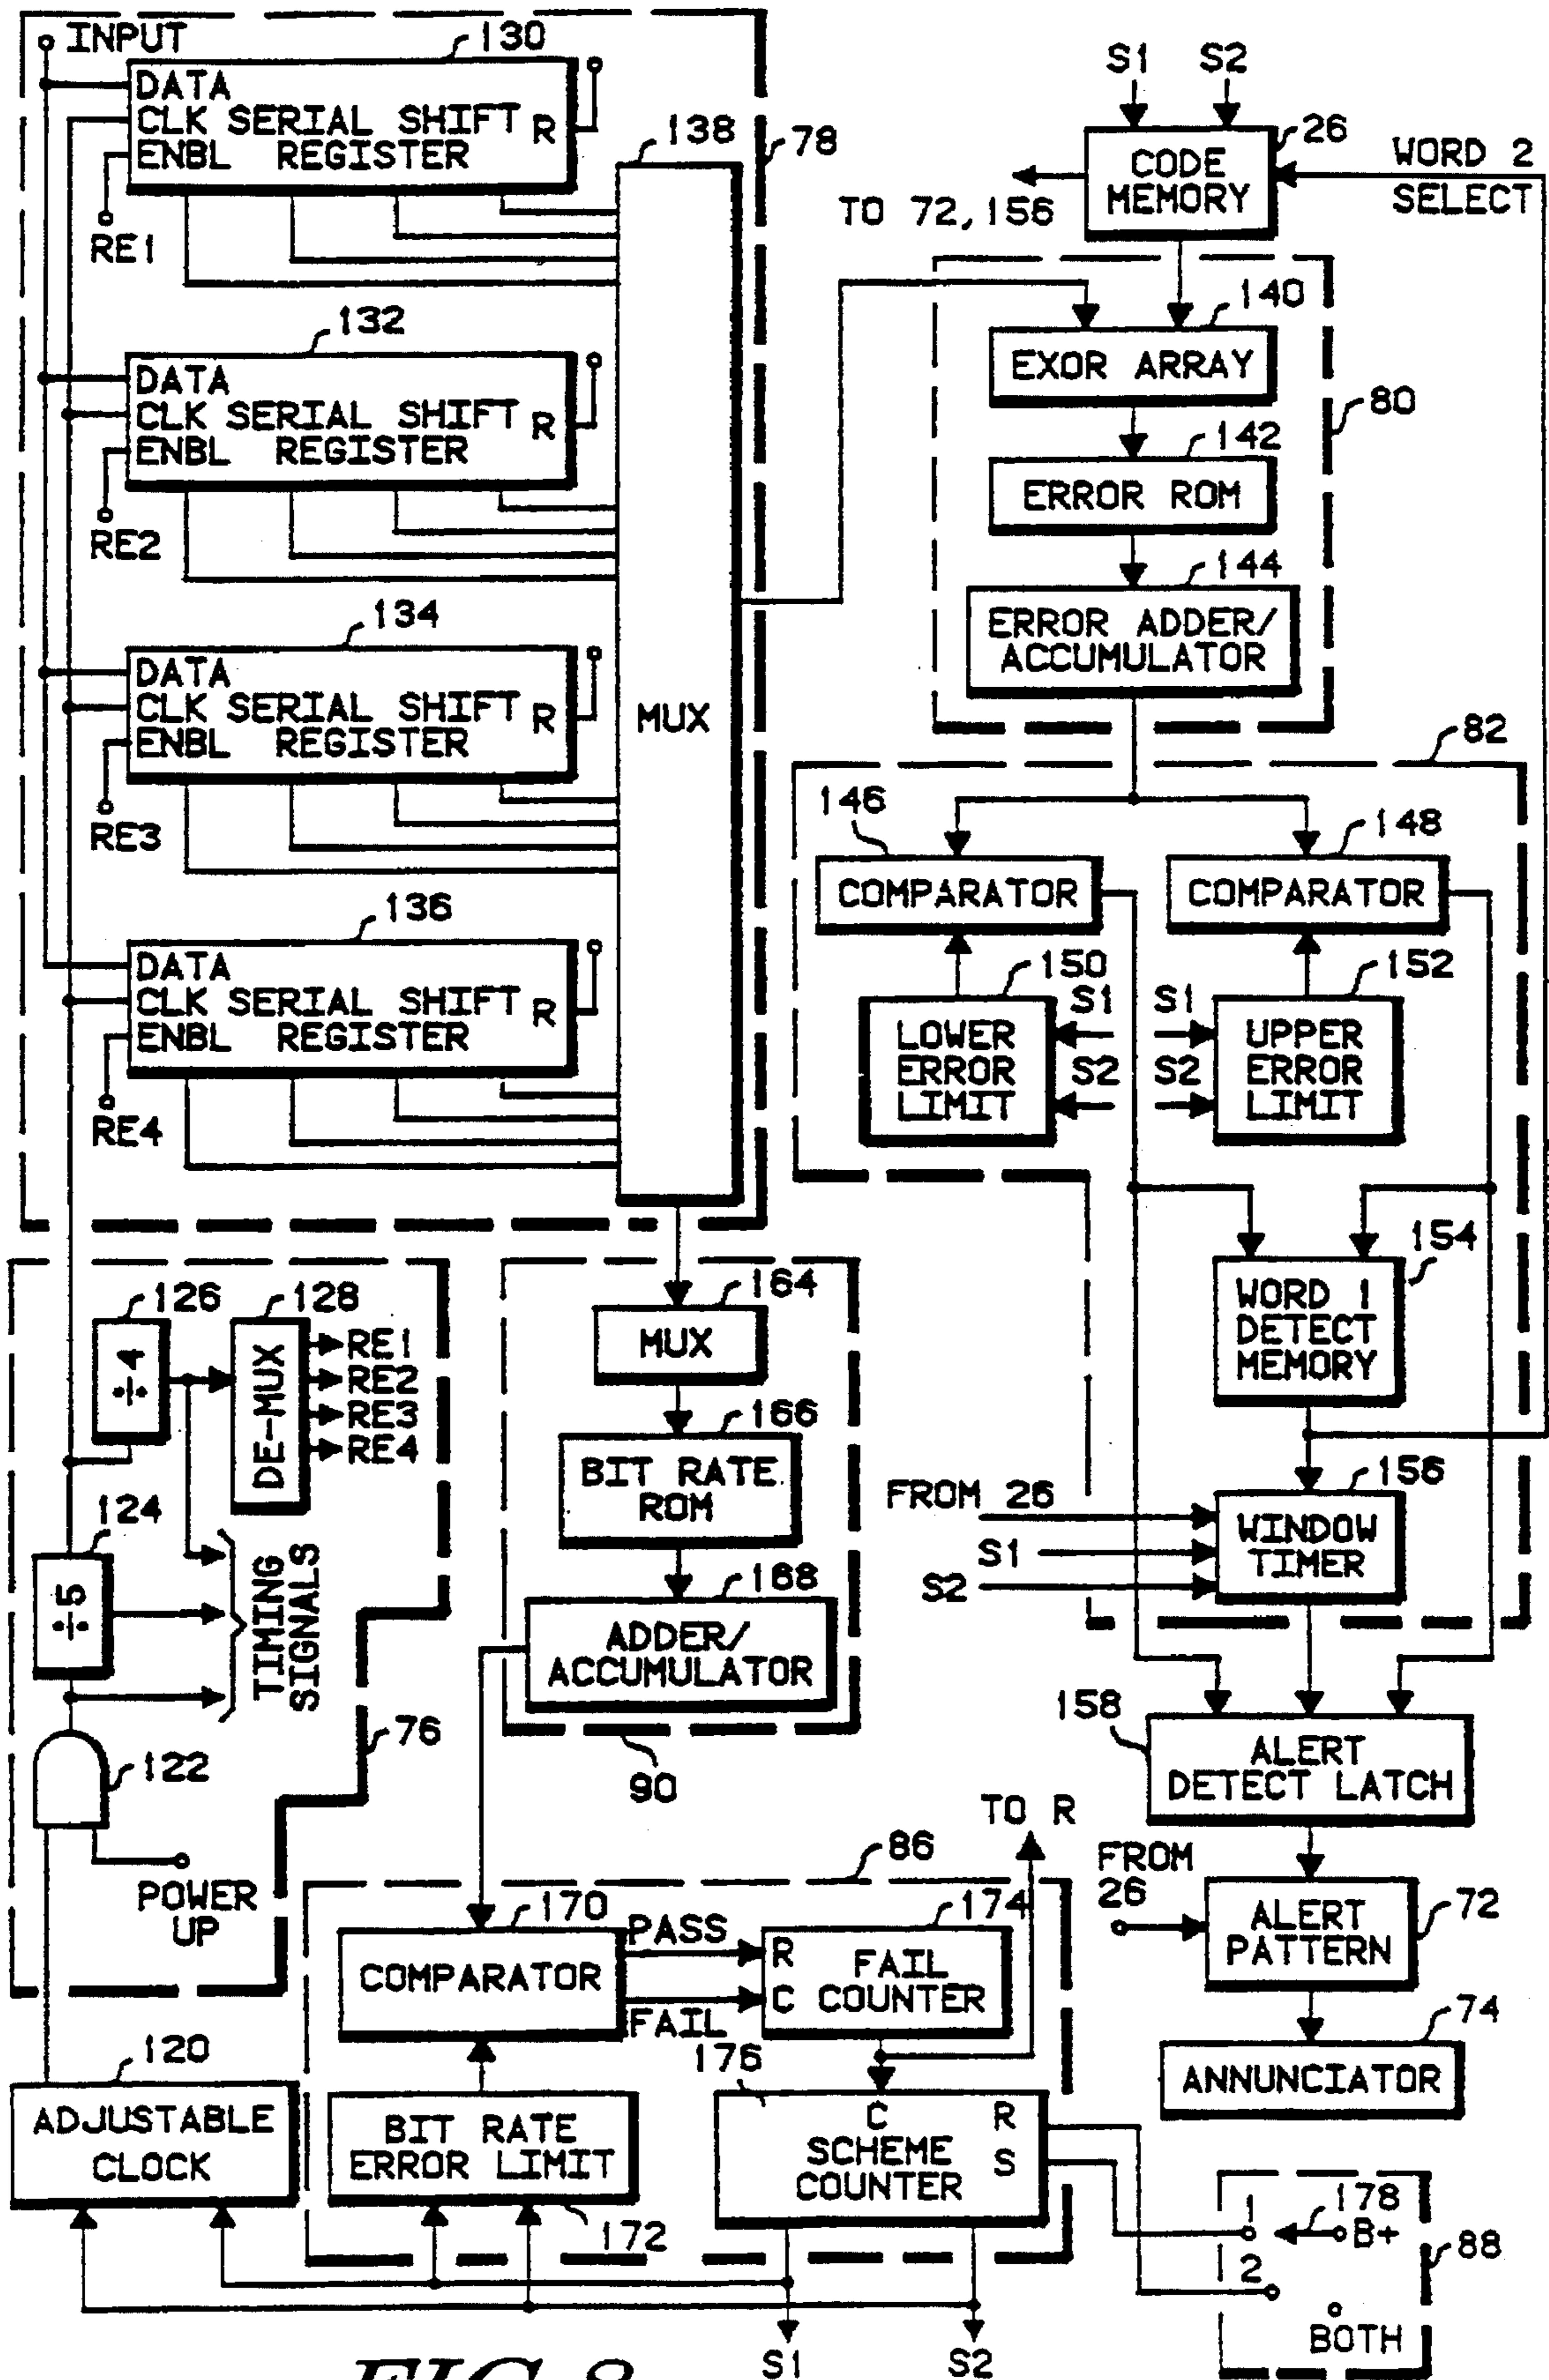 INPUT
130
DATA
CLK SERIAL SHIFT R
ENBL REGISTER
RE1
132
DATA
CLK SERIAL SHIFT R
ENBL REGISTER
RE2
134
DATA
CLK SERIAL SHIFT R
ENBL REGISTER
RE3
136
DATA
CLK SERIAL SHIFT R
ENBL REGISTER
RE4
138
MUX
78
S1 S2
26
CODE
MEMORY
WORD 2
SELECT
TO 72,156
140
EXOR ARRAY
80
142
ERROR ROM
144
ERROR ADDER/
ACCUMULATOR
82
146
COMPARATOR
148
COMPARATOR
150
LOWER
ERROR
LIMIT
S1 S1
S2 S2
152
UPPER
ERROR
LIMIT
154
WORD 1
DETECT
MEMORY
FROM 26
S1
S2
156
WINDOW
TIMER
158
ALERT
DETECT LATCH
FROM
26
ALERT
PATTERN
72
74
ANNUNCIATOR
126
÷4
128
DE-MUX
RE1
RE2
RE3
RE4
124
÷5
TIMING
SIGNALS
76
122
POWER
UP
120
ADJUSTABLE
CLOCK
164
MUX
166
BIT RATE
ROM
168
ADDER/
ACCUMULATOR
90
TO R
86
170
COMPARATOR
PASS
FAIL
174
R FAIL
C COUNTER
BIT RATE
ERROR LIMIT
172
176
C R
SCHEME S
COUNTER
1
178
B+
2
88
BOTH
S1 S2